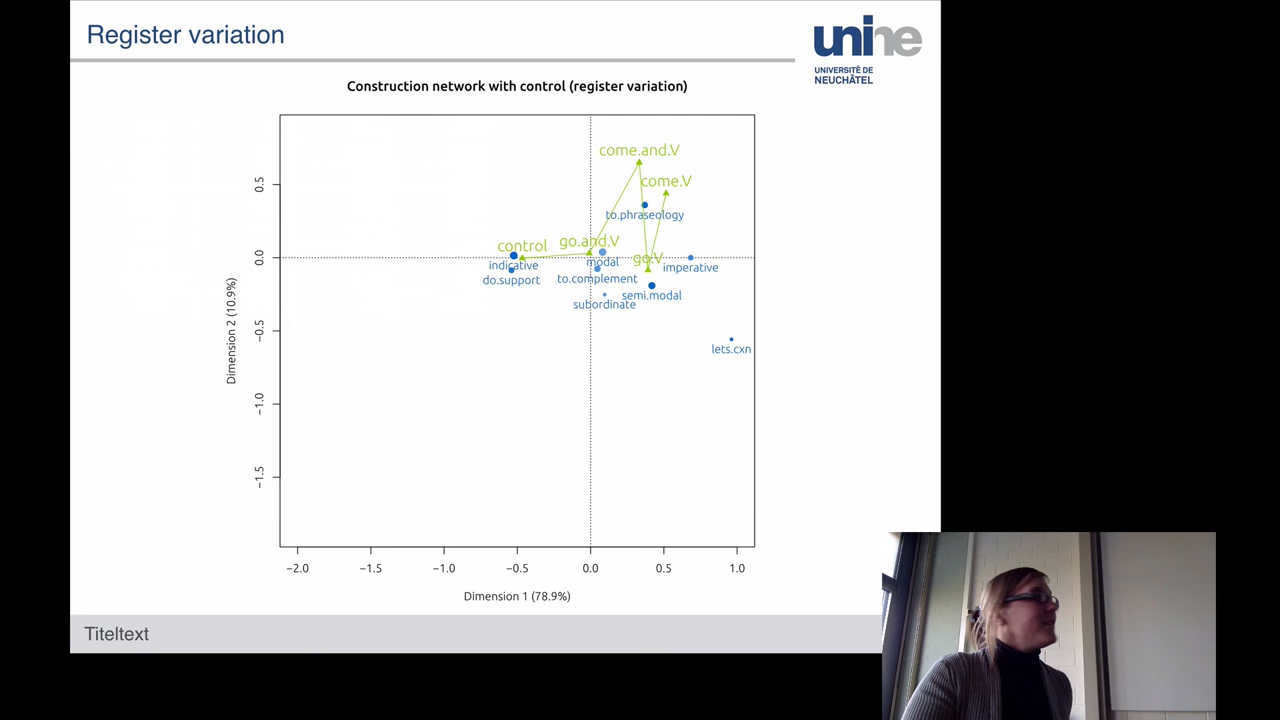 Register variation
unine
UNIVERSITÉ DE
NEUCHÂTEL
Construction network with control (register variation)
come.and.V
come.V
to.phraseology
control
go.and.V
indicative
modal
go.V
imperative
do.support
to.complement
subordinate
semi.modal
lets.cxn
0.5
0.0
−0.5
−1.0
−1.5
Dimension 2 (10.9%)
−2.0
−1.5
−1.0
−0.5
0.0
0.5
1.0
Dimension 1 (78.9%)
Titeltext